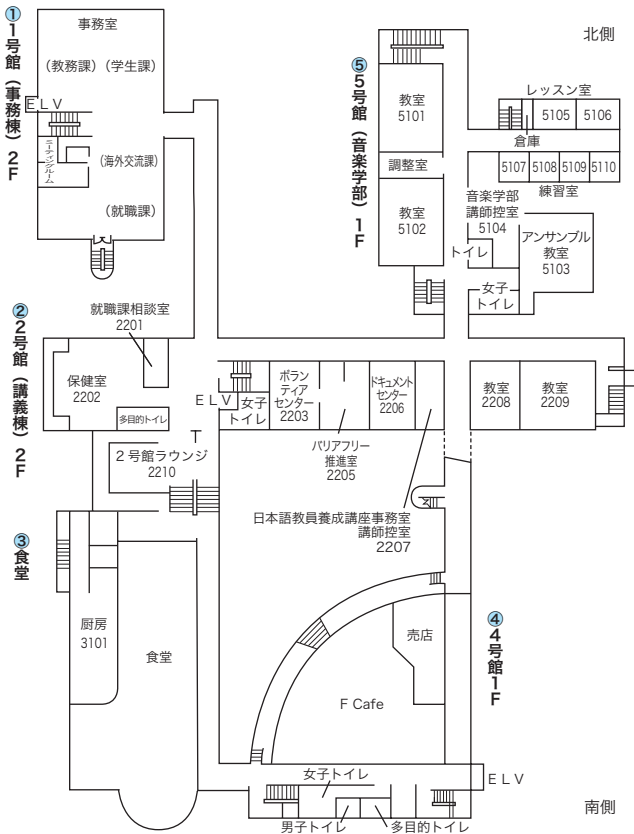 ①1号館（事務棟）2F
事務室
（教務課）（学生課）
ELV
ミーティングルーム
（海外交流課）
（就職課）
北側
⑤5号館（音楽学部）1F
教室
5101
調整室
教室
5102
レッスン室
5105
5106
倉庫
5107
5108
5109
5110
練習室
音楽学部
講師控室
5104
アンサンブル
教室
5103
トイレ
女子
トイレ
②2号館（講義棟）2F
就職課相談室
2201
保健室
2202
多目的トイレ
ELV
女子
トイレ
ボラン
ティア
センター
2203
バリアフリー
推進室
2205
ドキュメント
センター
2206
教室
2208
教室
2209
2号館ラウンジ
2210
日本語教員養成講座事務室
講師控室
2207
③食堂
厨房
3101
食堂
④4号館1F
売店
F Cafe
女子トイレ
ELV
男子トイレ
多目的トイレ
南側